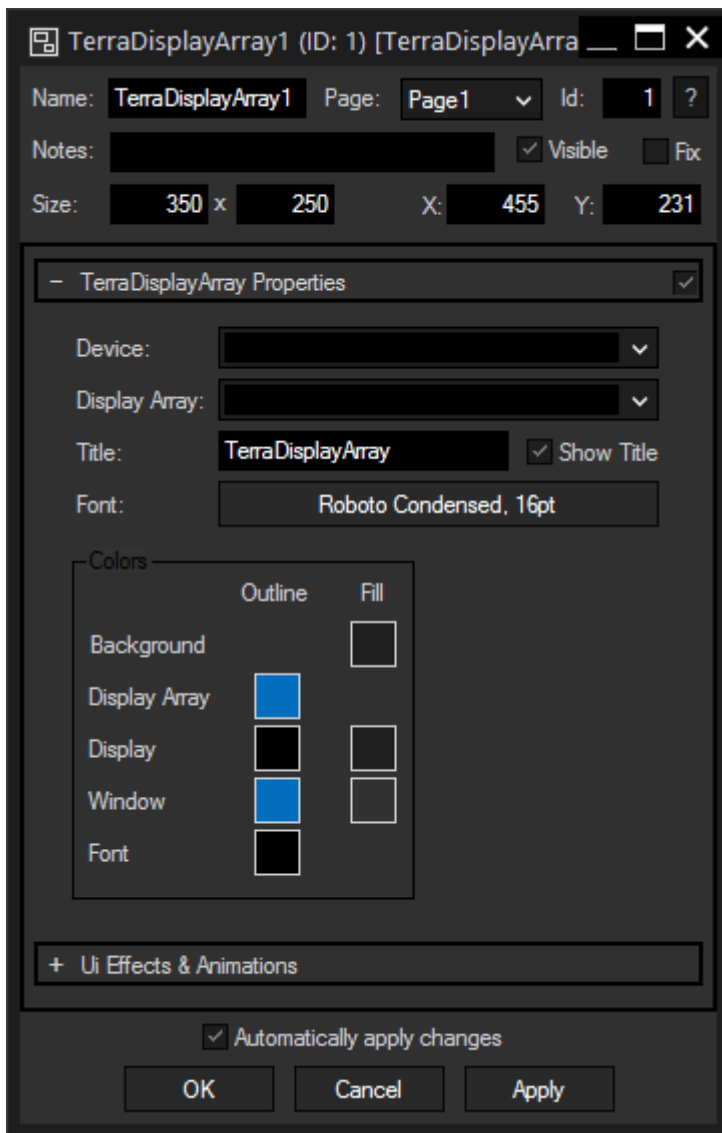 TerraDisplayArray1 (ID: 1) [TerraDisplayArra
Name: TerraDisplayArray1 Page: Page1 Id: 1 ?
Notes: Visible Fix
Size: 350 x 250 X: 455 Y: 231
− TerraDisplayArray Properties
Device:
Display Array:
Title: TerraDisplayArray Show Title
Font: Roboto Condensed, 16pt
Colors
Outline Fill
Background
Display Array
Display
Window
Font
+ Ui Effects & Animations
Automatically apply changes
OK Cancel Apply